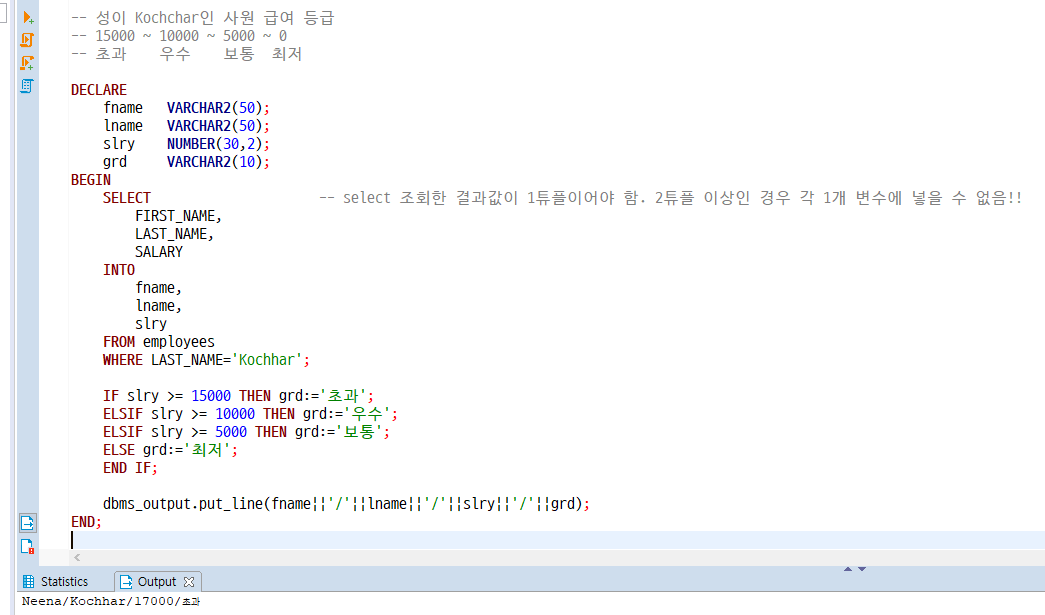 -- 성이 Kochchar인 사원 급여 등급
-- 15000 ~ 10000 ~ 5000 ~ 0
-- 초과    우수    보통  최저

DECLARE
    fname   VARCHAR2(50);
    lname   VARCHAR2(50);
    slry    NUMBER(30,2);
    grd     VARCHAR2(10);
BEGIN
    SELECT                     -- select 조회한 결과값이 1튜플이어야 함. 2튜플 이상인 경우 각 1개 변수에 넣을 수 없음!!
        FIRST_NAME,
        LAST_NAME,
        SALARY
    INTO
        fname,
        lname,
        slry
    FROM employees
    WHERE LAST_NAME='Kochhar';

    IF slry >= 15000 THEN grd:='초과';
    ELSIF slry >= 10000 THEN grd:='우수';
    ELSIF slry >= 5000 THEN grd:='보통';
    ELSE grd:='최저';
    END IF;

    dbms_output.put_line(fname||'/'||lname||'/'||slry||'/'||grd);
END;
Statistics    Output
Neena/Kochhar/17000/초과